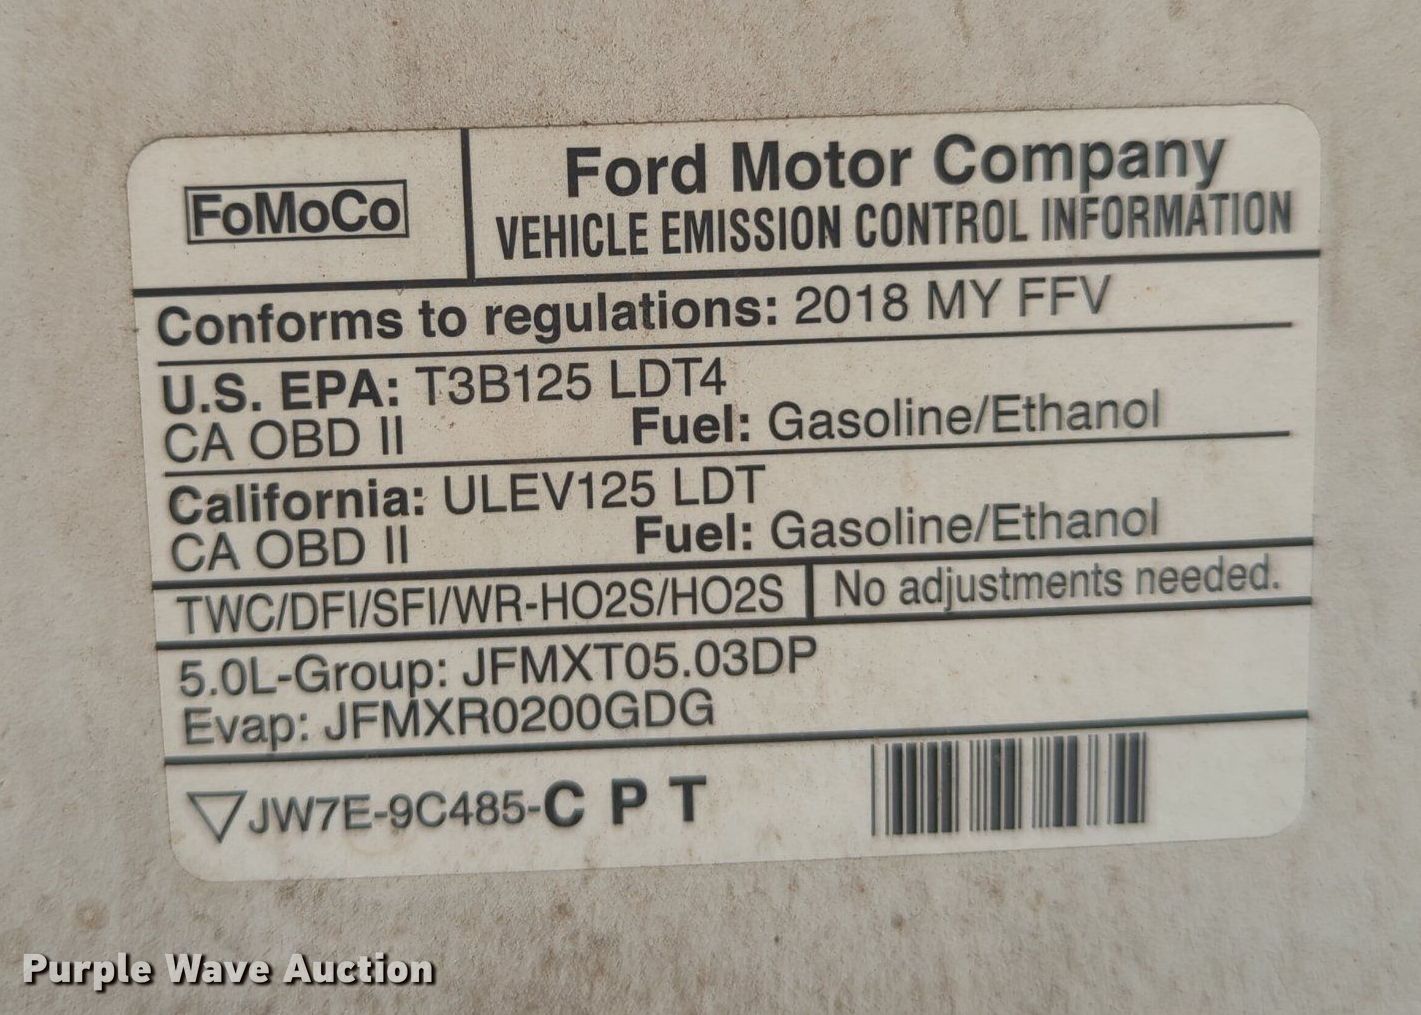 FoMoCo
Ford Motor Company
VEHICLE EMISSION CONTROL INFORMATION
Conforms to regulations: 2018 MY FFV
U.S. EPA: T3B125 LDT4
CA OBD II Fuel: Gasoline/Ethanol
California: ULEV125 LDT
CA OBD II Fuel: Gasoline/Ethanol
TWC/DFI/SFI/WR-HO2S/HO2S No adjustments needed.
5.0L-Group: JFMXT05.03DP
Evap: JFMXR0200GDG
JW7E-9C485-C P T
Purple Wave Auction